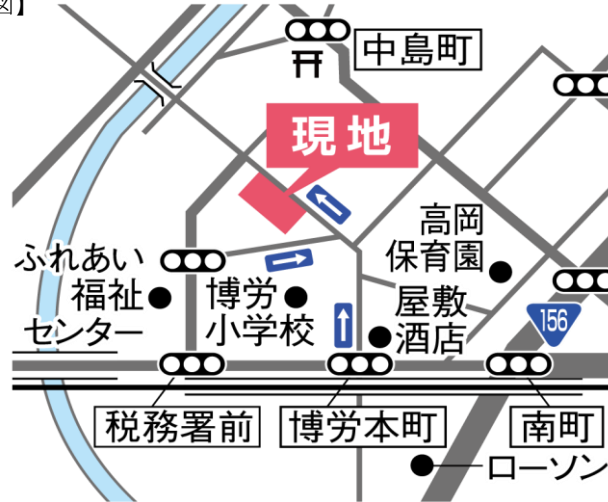 図】
中島町
現地
高岡
保育園
ふれあい
福祉
センター
博労
小学校
屋敷
酒店
156
税務署前
博労本町
南町
ローソン